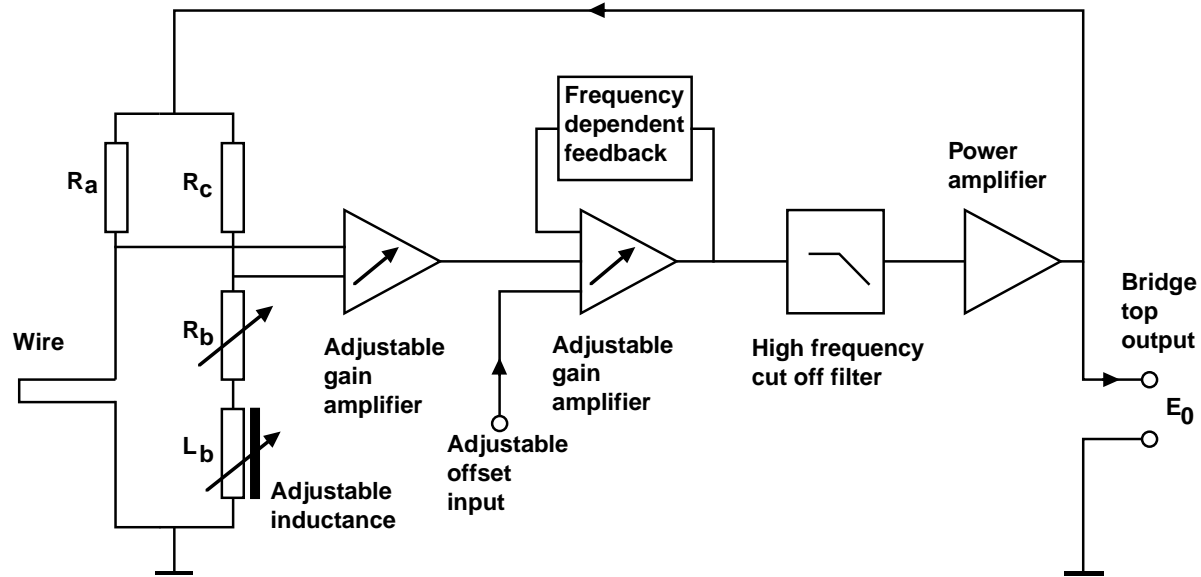 Frequency
dependent
feedback
Power
amplifier
Ra
Rc
Bridge
top
output
Wire
Rb
Adjustable
gain
amplifier
Adjustable
gain
amplifier
High frequency
cut off filter
E0
Lb
Adjustable
offset
input
Adjustable
inductance